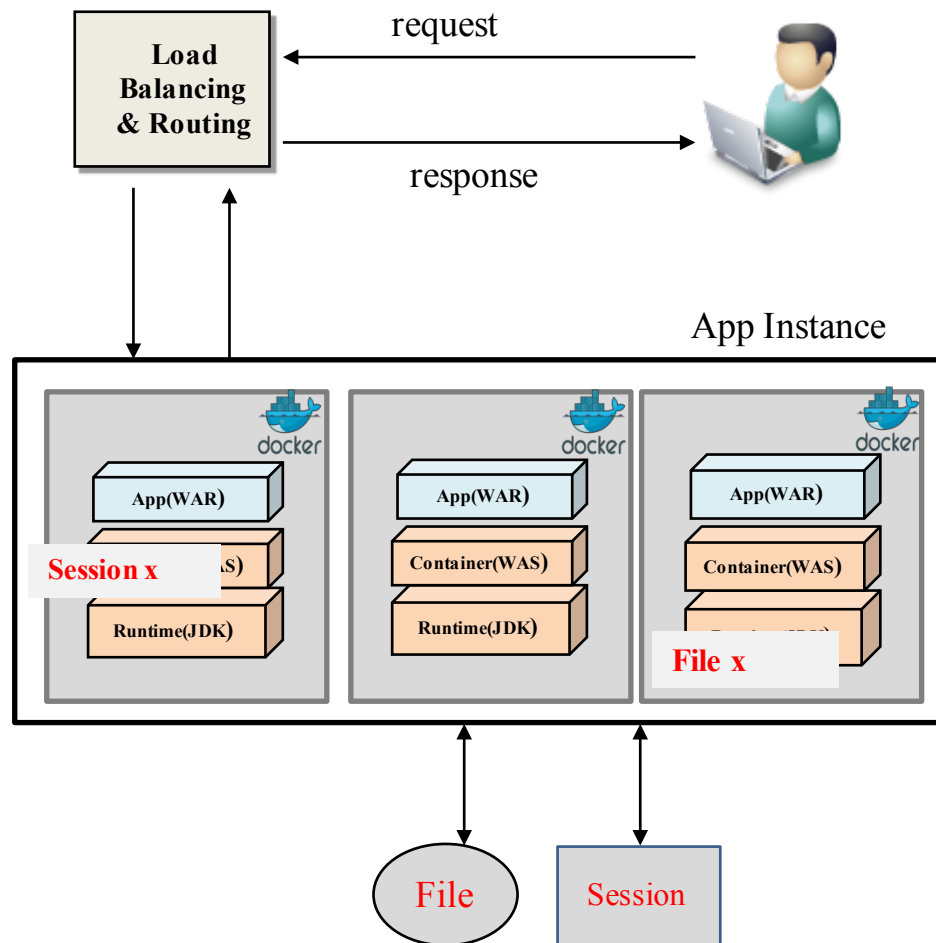 request
Load
Balancing
& Routing
response
App Instance
docker
docker
docker
App(WAR)
App(WAR)
App(WAR)
Session x
AS)
Container(WAS)
Container(WAS)
Runtime(JDK)
Runtime(JDK)
File x
File
Session